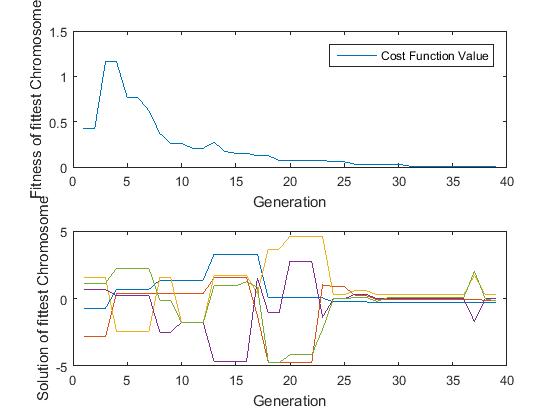 1.5
1
0.5
0
Fitness of fittest Chromosome
Cost Function Value
0 5 10 15 20 25 30 35 40
Generation
5
0
-5
Solution of fittest Chromosome
0 5 10 15 20 25 30 35 40
Generation